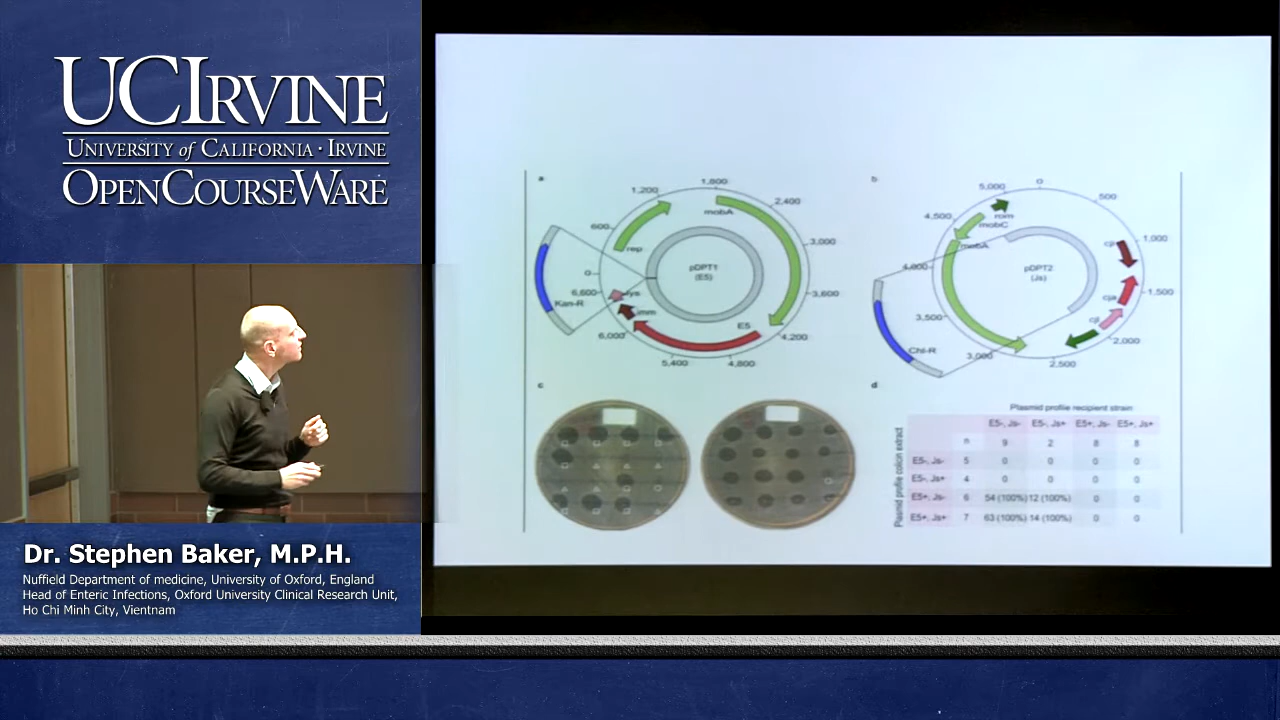 UCIRVINE
UNIVERSITY of CALIFORNIA · IRVINE
OPENCOURSEWARE
Dr. Stephen Baker, M.P.H.
Nuffield Department of medicine, University of Oxford, England
Head of Enteric Infections, Oxford University Clinical Research Unit,
Ho Chi Minh City, Vientnam
a
1,800
1,200
2,400
mobA
600
rep
3,000
pDPT1
(E5)
0
6,600
lys
3,600
Kan-R
imm
6,000
E5
4,200
5,400
4,800
b
0
5,000
500
rom
4,500
mobC
mobA
1,000
4,000
pDPT2
(Js)
cja
1,500
3,500
Chl-R
2,000
3,000
2,500
c
d
Plasmid profile recipient strain
E5-, Js- E5-, Js+ E5+, Js- E5+, Js+
n 9 2 8 8
E5-, Js- 5 0 0 0 0
E5-, Js+ 4 0 0 0 0
E5+, Js- 6 54 (100%) 12 (100%) 0 0
E5+, Js+ 7 63 (100%) 14 (100%) 0 0
Plasmid profile colicin extract